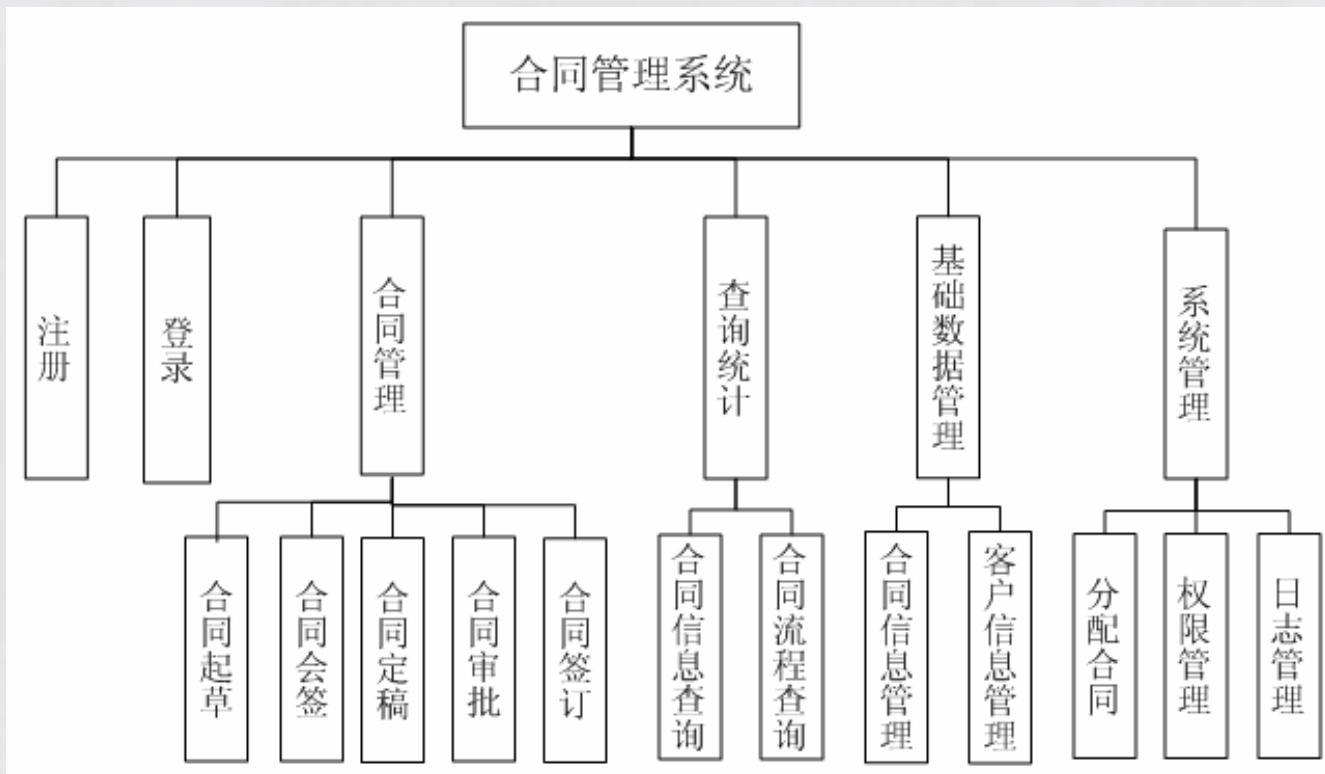 合同管理系统
注册
登录
合同管理
查询统计
基础数据管理
系统管理
合同起草
合同会签
合同定稿
合同审批
合同签订
合同信息查询
合同流程查询
合同信息管理
客户信息管理
分配合同
权限管理
日志管理